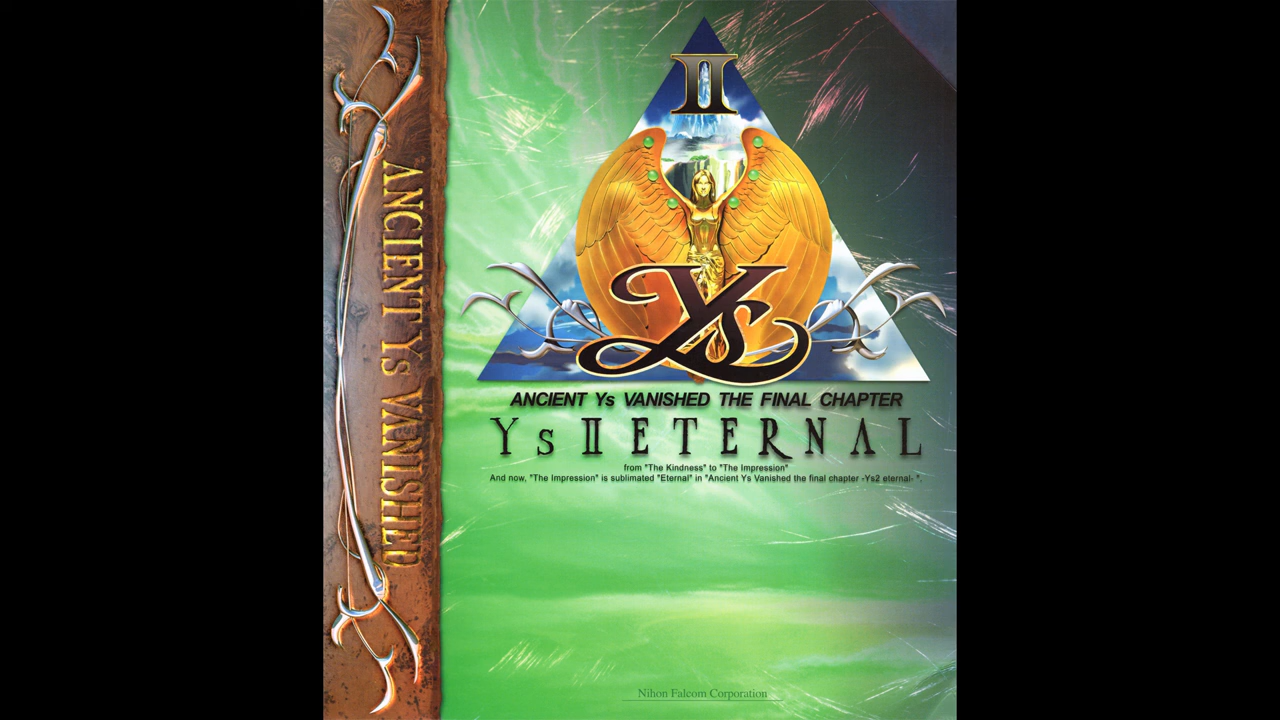 ANCIENT YS VANISHED
II
Ys
ANCIENT Ys VANISHED THE FINAL CHAPTER
Ys II ETERNAL
from "The Kindness" to "The Impression"
And now, "The Impression" is sublimated "Eternal" in "Ancient Ys Vanished the final chapter -Ys2 eternal- ".
Nihon Falcom Corporation